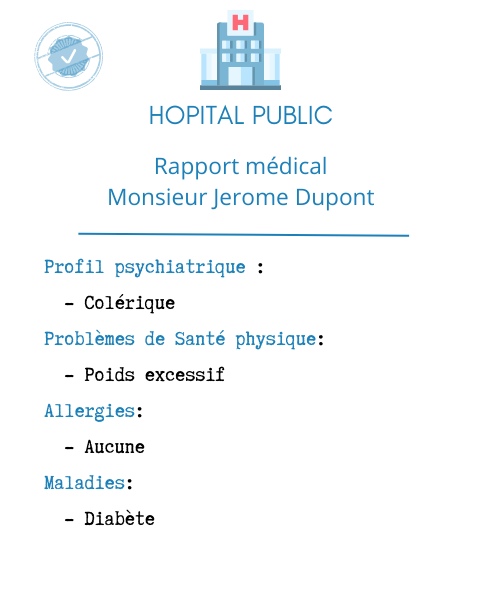 H
HOPITAL PUBLIC
Rapport médical
Monsieur Jerome Dupont
Profil psychiatrique :
- Colérique
Problèmes de Santé physique:
- Poids excessif
Allergies:
- Aucune
Maladies:
- Diabète